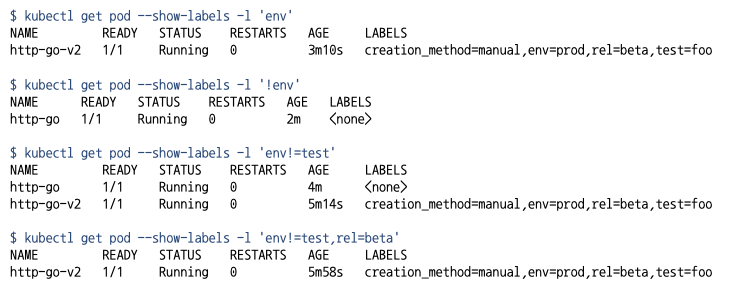 $ kubectl get pod --show-labels -l 'env'
NAME READY STATUS RESTARTS AGE LABELS
http-go-v2 1/1 Running 0 3m10s creation_method=manual,env=prod,rel=beta,test=foo
$ kubectl get pod --show-labels -l '!env'
NAME READY STATUS RESTARTS AGE LABELS
http-go 1/1 Running 0 2m <none>
$ kubectl get pod --show-labels -l 'env!=test'
NAME READY STATUS RESTARTS AGE LABELS
http-go 1/1 Running 0 4m <none>
http-go-v2 1/1 Running 0 5m14s creation_method=manual,env=prod,rel=beta,test=foo
$ kubectl get pod --show-labels -l 'env!=test,rel=beta'
NAME READY STATUS RESTARTS AGE LABELS
http-go-v2 1/1 Running 0 5m58s creation_method=manual,env=prod,rel=beta,test=foo